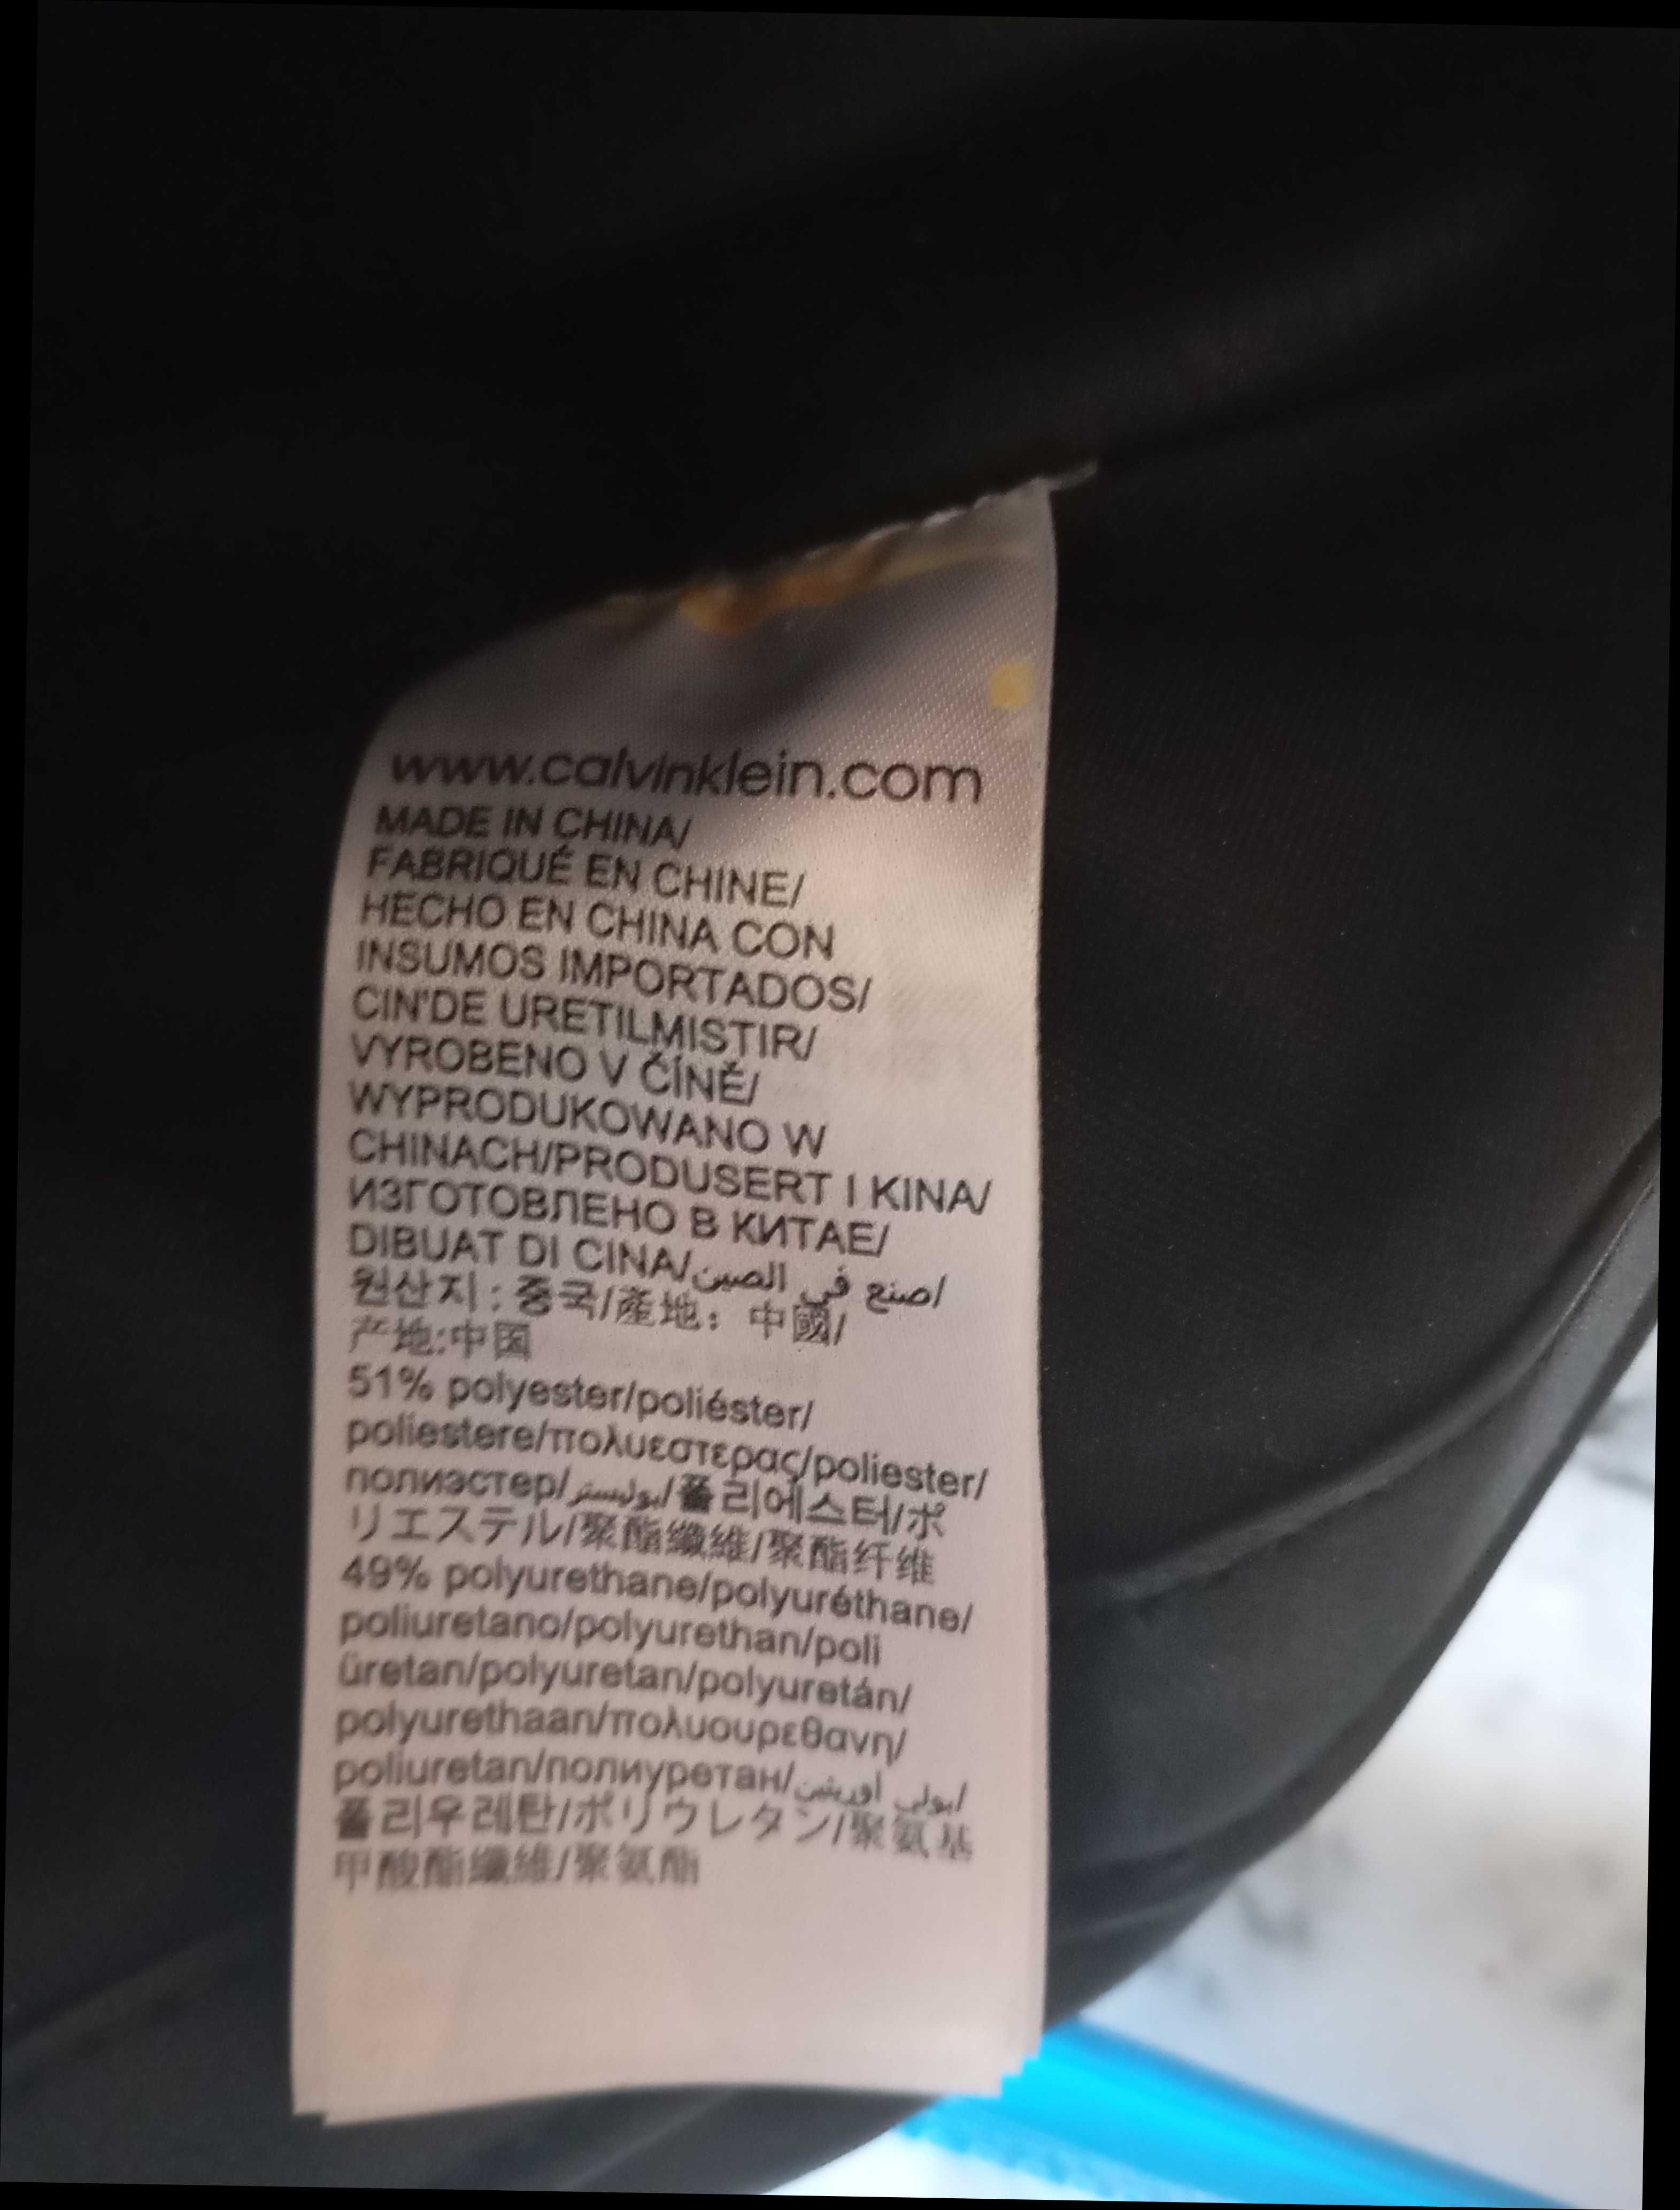 www.calvinklein.com
MADE IN CHINA/
FABRIQUÉ EN CHINE/
HECHO EN CHINA CON
INSUMOS IMPORTADOS/
CIN'DE URETILMISTIR/
VYROBENO V ČÍNĚ/
WYPRODUKOWANO W
CHINACH/PRODUSERT I KINA/
ИЗГОТОВЛЕНО В КИТАЕ/
DIBUAT DI CINA/صنع في الصين/
원산지 : 중국/產地：中國/
产地:中国
51% polyester/poliéster/
poliestere/πολυεστερας/poliester/
полиэстер/بوليستر/폴리에스터/ポ
リエステル/聚酯纖維/聚酯纤维
49% polyurethane/polyuréthane/
poliuretano/polyurethan/poli
üretan/polyuretan/polyuretán/
polyurethaan/πολυουρεθανη/
poliuretan/полиуретан/بولي أوريثين/
폴리우레탄/ポリウレタン/聚氨基
甲酸酯纖維/聚氨酯